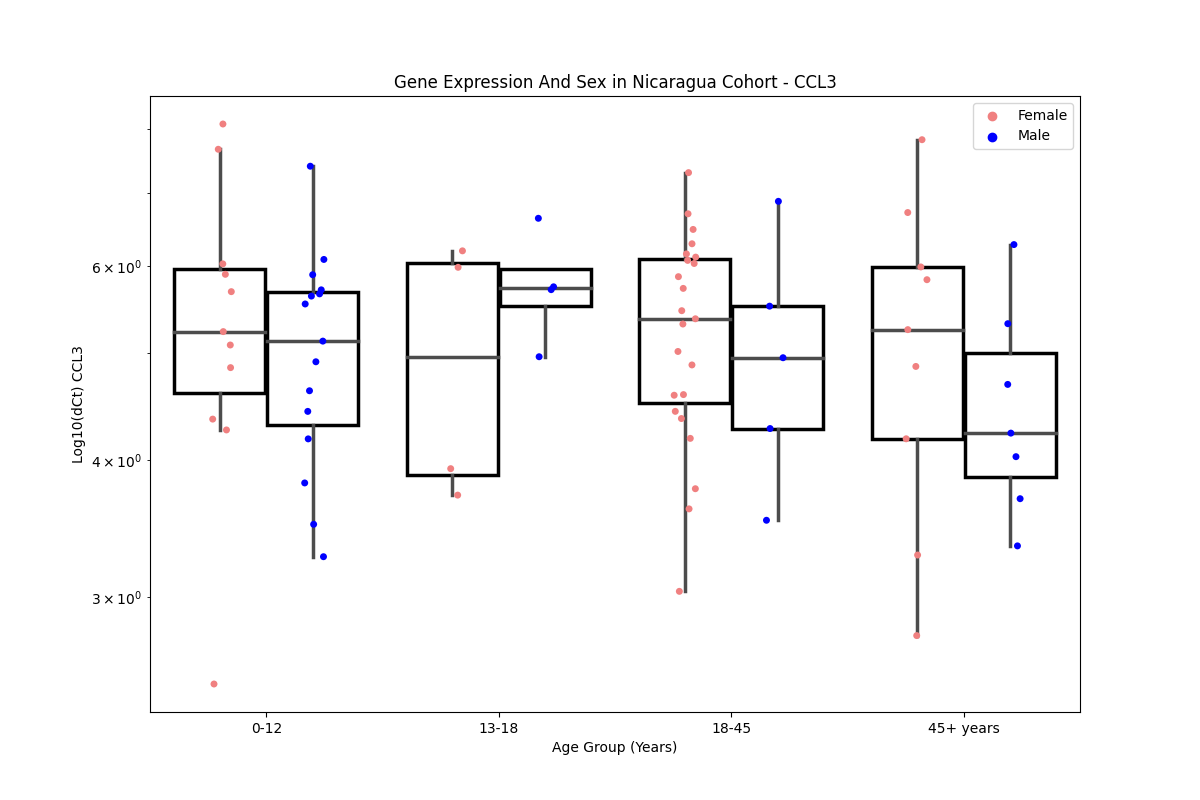 Gene Expression And Sex in Nicaragua Cohort - CCL3
Female
Male
Log10(dCt) CCL3
6 × 10⁰
4 × 10⁰
3 × 10⁰
0-12
13-18
18-45
45+ years
Age Group (Years)